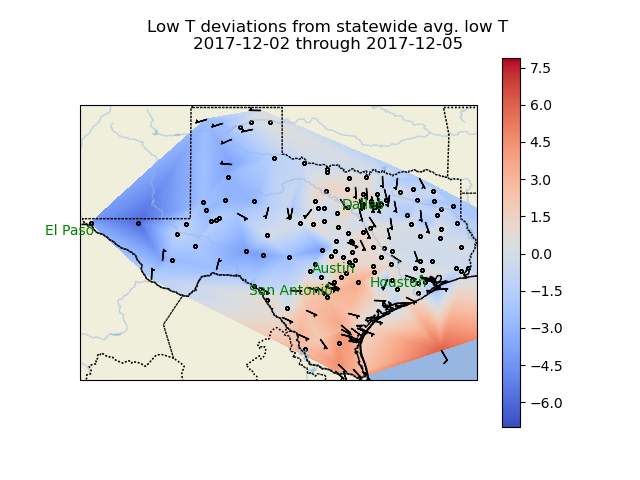 Low T deviations from statewide avg. low T
2017-12-02 through 2017-12-05
7.5
6.0
4.5
3.0
1.5
0.0
−1.5
−3.0
−4.5
−6.0
Dallas
El Paso
Austin
San Antonio
Houston